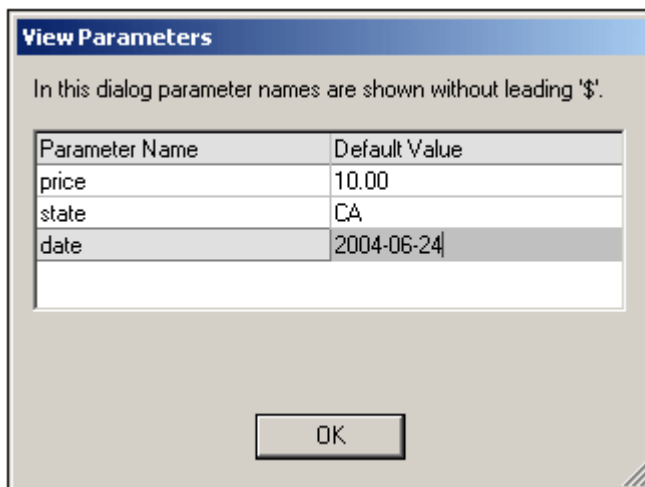 View Parameters
In this dialog parameter names are shown without leading '$'.
Parameter Name Default Value
price 10.00
state CA
date 2004-06-24
OK